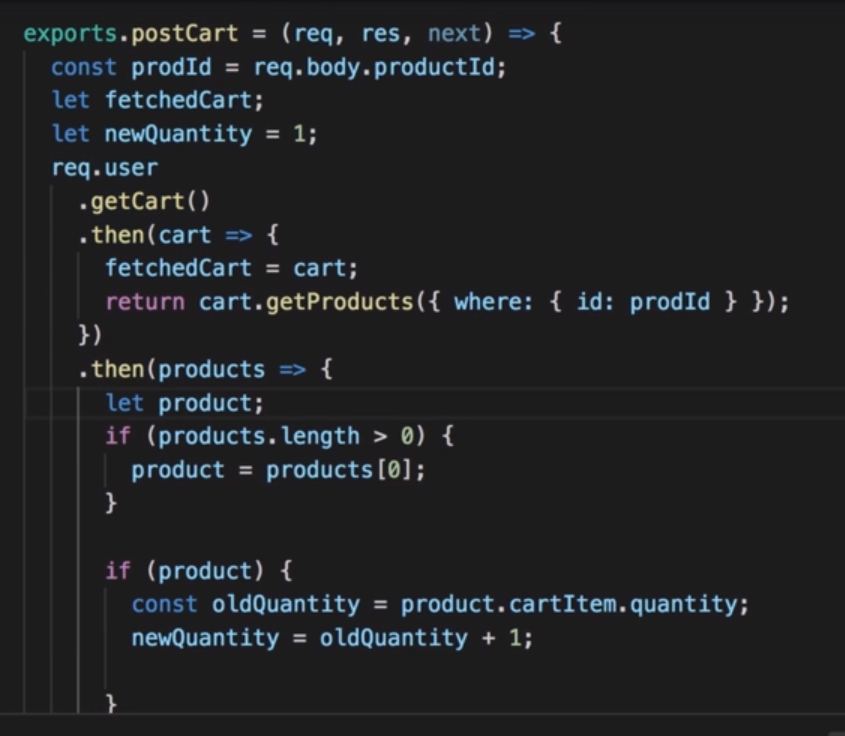 exports.postCart = (req, res, next) => {
  const prodId = req.body.productId;
  let fetchedCart;
  let newQuantity = 1;
  req.user
    .getCart()
    .then(cart => {
      fetchedCart = cart;
      return cart.getProducts({ where: { id: prodId } });
    })
    .then(products => {
      let product;
      if (products.length > 0) {
        product = products[0];
      }

      if (product) {
        const oldQuantity = product.cartItem.quantity;
        newQuantity = oldQuantity + 1;

      }